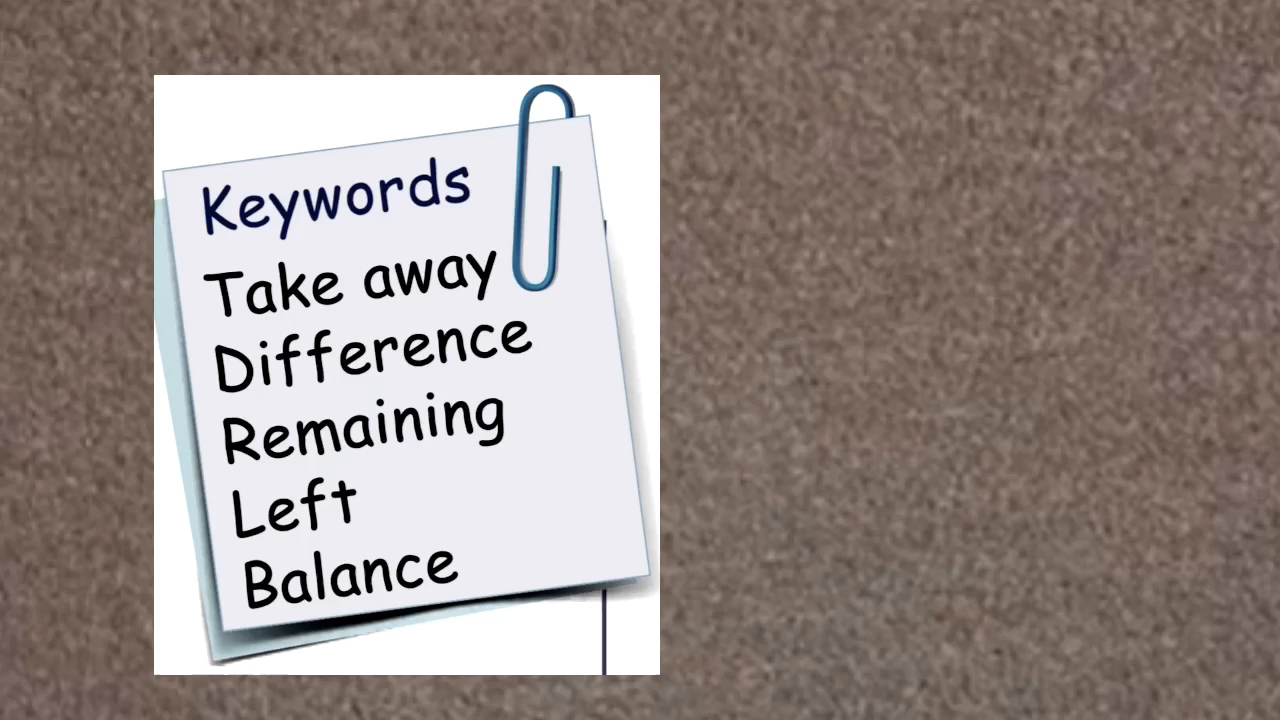 Keywords
Take away
Difference
Remaining
Left
Balance